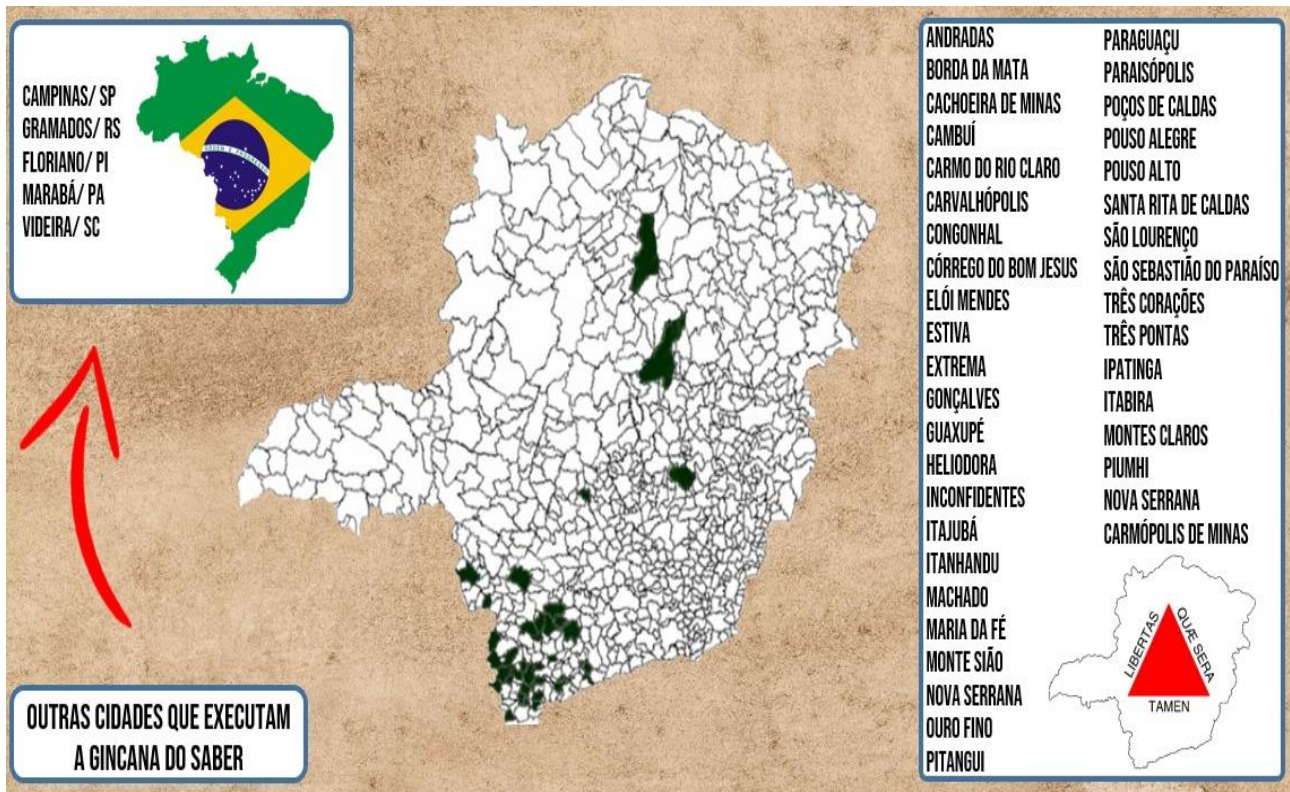 CAMPINAS/ SP
GRAMADOS/ RS
FLORIANO/ PI
MARABÁ/ PA
VIDEIRA/ SC
OUTRAS CIDADES QUE EXECUTAM
A GINCANA DO SABER
ANDRADAS
BORDA DA MATA
CACHOEIRA DE MINAS
CAMBUÍ
CARMO DO RIO CLARO
CARVALHÓPOLIS
CONGONHAL
CÓRREGO DO BOM JESUS
ELÓI MENDES
ESTIVA
EXTREMA
GONÇALVES
GUAXUPÉ
HELIODORA
INCONFIDENTES
ITAJUBÁ
ITANHANDU
MACHADO
MARIA DA FÉ
MONTE SIÃO
NOVA SERRANA
OURO FINO
PITANGUI
PARAGUAÇU
PARAISÓPOLIS
POÇOS DE CALDAS
POUSO ALEGRE
POUSO ALTO
SANTA RITA DE CALDAS
SÃO LOURENÇO
SÃO SEBASTIÃO DO PARAÍSO
TRÊS CORAÇÕES
TRÊS PONTAS
IPATINGA
ITABIRA
MONTES CLAROS
PIUMHI
NOVA SERRANA
CARMÓPOLIS DE MINAS
LIBERTAS
QUÆ SERA
TAMEN